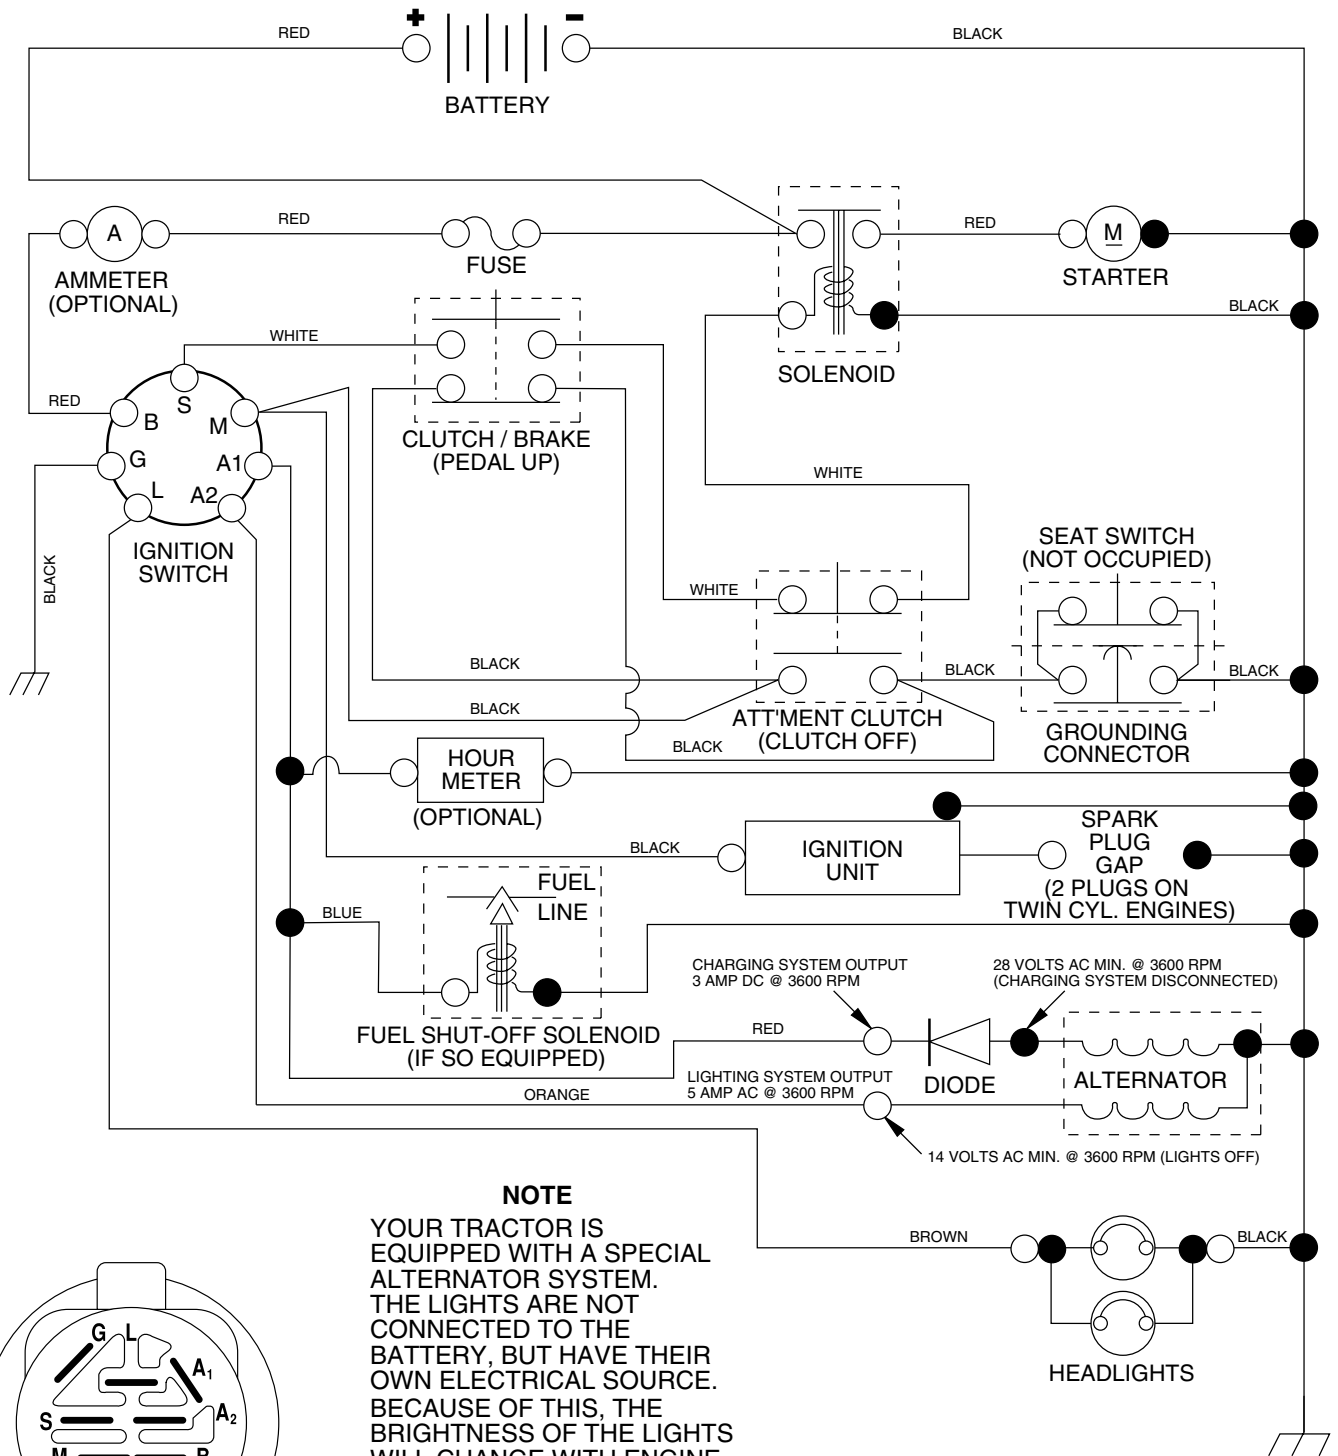 + −
RED
BLACK
BATTERY
RED
A
AMMETER
(OPTIONAL)
FUSE
RED
M
STARTER
BLACK
SOLENOID
WHITE
CLUTCH / BRAKE
(PEDAL UP)
RED
S
B
M
G
A1
L
A2
IGNITION
SWITCH
BLACK
WHITE
WHITE
SEAT SWITCH
(NOT OCCUPIED)
BLACK
BLACK
BLACK
BLACK
BLACK
ATT'MENT CLUTCH
(CLUTCH OFF)
GROUNDING
CONNECTOR
HOUR
METER
(OPTIONAL)
BLACK
IGNITION
UNIT
SPARK
PLUG
GAP
(2 PLUGS ON
TWIN CYL. ENGINES)
BLUE
FUEL
LINE
FUEL SHUT-OFF SOLENOID
(IF SO EQUIPPED)
CHARGING SYSTEM OUTPUT
3 AMP DC @ 3600 RPM
28 VOLTS AC MIN. @ 3600 RPM
(CHARGING SYSTEM DISCONNECTED)
RED
DIODE
ALTERNATOR
LIGHTING SYSTEM OUTPUT
5 AMP AC @ 3600 RPM
ORANGE
14 VOLTS AC MIN. @ 3600 RPM (LIGHTS OFF)
BROWN
BLACK
HEADLIGHTS
NOTE
YOUR TRACTOR IS
EQUIPPED WITH A SPECIAL
ALTERNATOR SYSTEM.
THE LIGHTS ARE NOT
CONNECTED TO THE
BATTERY, BUT HAVE THEIR
OWN ELECTRICAL SOURCE.
BECAUSE OF THIS, THE
BRIGHTNESS OF THE LIGHTS
WILL CHANGE WITH ENGINE
G L
A1
A2
S
M B